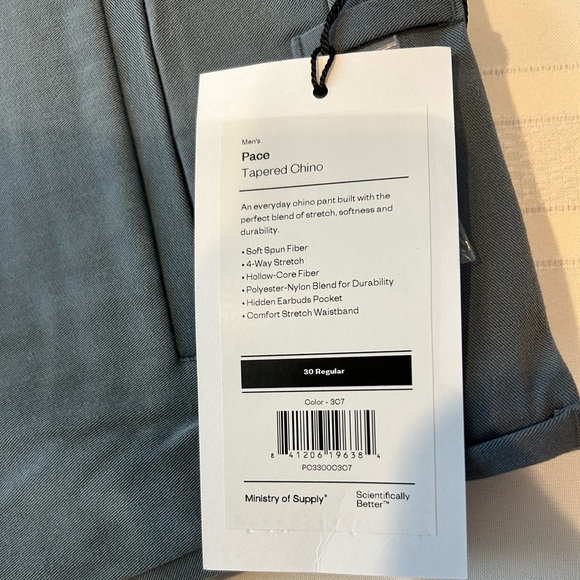 Men's
Pace
Tapered Chino
An everyday chino pant built with the
perfect blend of stretch, softness and
durability.
• Soft Spun Fiber
• 4-Way Stretch
• Hollow-Core Fiber
• Polyester-Nylon Blend for Durability
• Hidden Earbuds Pocket
• Comfort Stretch Waistband
30 Regular
Color - 3C7
8 41206 19638 4
P03300C3C7
Ministry of Supply®
Scientifically
Better™